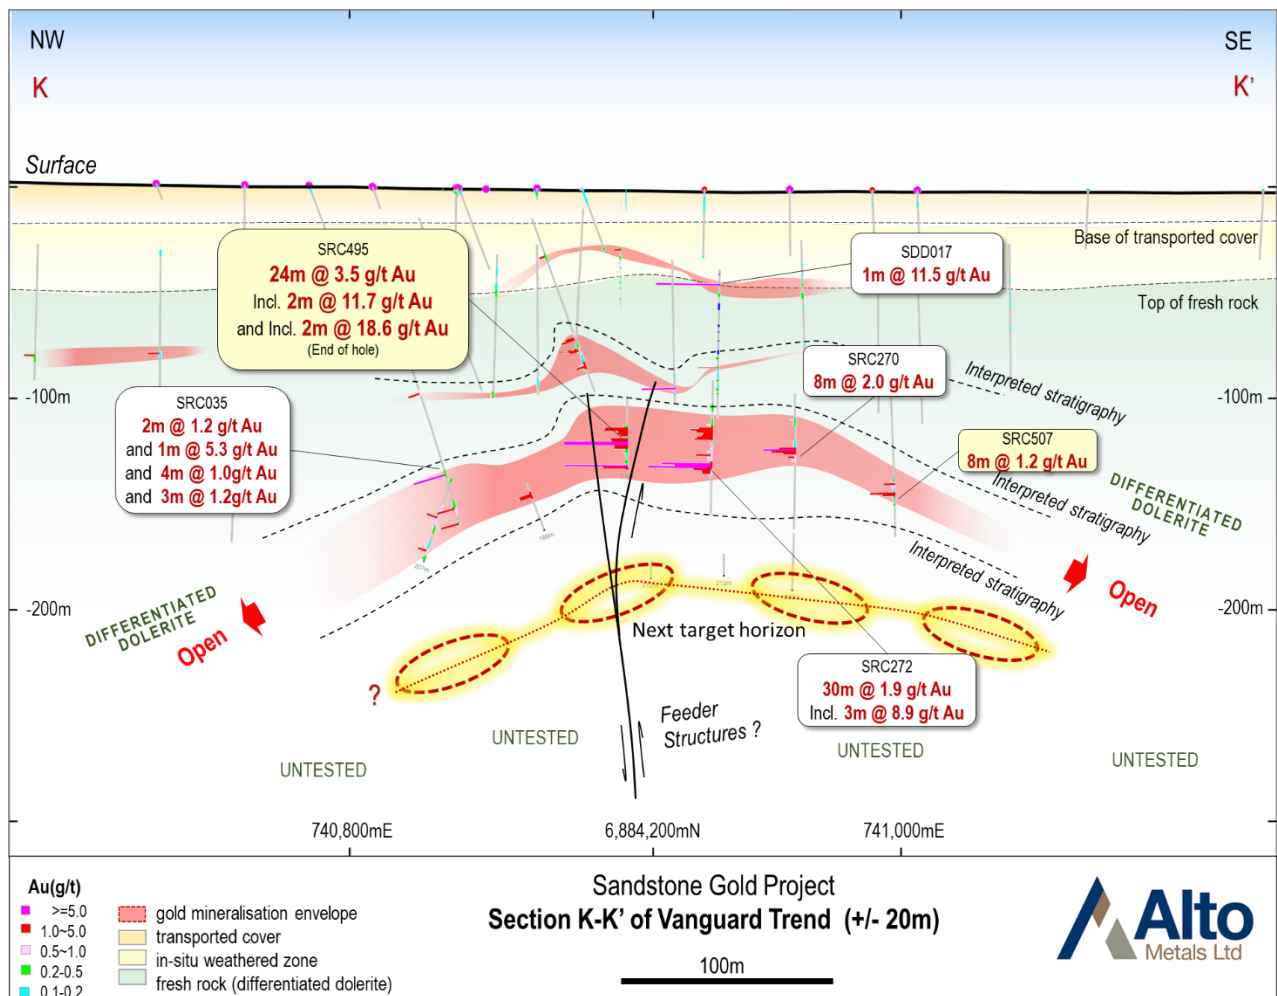 NW
SE
K
K'
Surface
Base of transported cover
SRC495
24m @ 3.5 g/t Au
Incl. 2m @ 11.7 g/t Au
and Incl. 2m @ 18.6 g/t Au
(End of hole)
SDD017
1m @ 11.5 g/t Au
Top of fresh rock
SRC270
8m @ 2.0 g/t Au
Interpreted stratigraphy
-100m
-100m
SRC035
2m @ 1.2 g/t Au
and 1m @ 5.3 g/t Au
and 4m @ 1.0g/t Au
and 3m @ 1.2g/t Au
SRC507
8m @ 1.2 g/t Au
DIFFERENTIATED
DOLERITE
Interpreted stratigraphy
188m
207m
212m
Interpreted stratigraphy
Open
-200m
-200m
DIFFERENTIATED
DOLERITE
Open
Next target horizon
?
SRC272
30m @ 1.9 g/t Au
Incl. 3m @ 8.9 g/t Au
Feeder
Structures ?
UNTESTED
UNTESTED
UNTESTED
UNTESTED
740,800mE
6,884,200mN
741,000mE
Au(g/t)
>=5.0
1.0~5.0
0.5~1.0
0.2-0.5
0.1-0.2
gold mineralisation envelope
transported cover
in-situ weathered zone
fresh rock (differentiated dolerite)
Sandstone Gold Project
Section K-K' of Vanguard Trend (+/- 20m)
100m
Alto
Metals Ltd